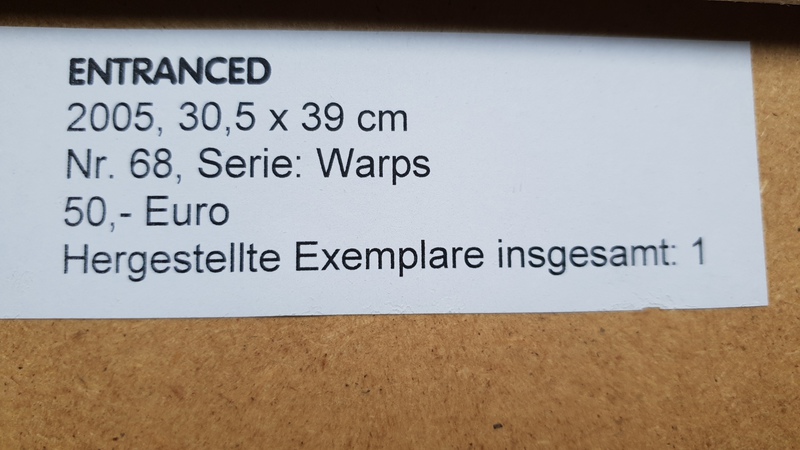 ENTRANCED
2005, 30,5 x 39 cm
Nr. 68, Serie: Warps
50,- Euro
Hergestellte Exemplare insgesamt: 1